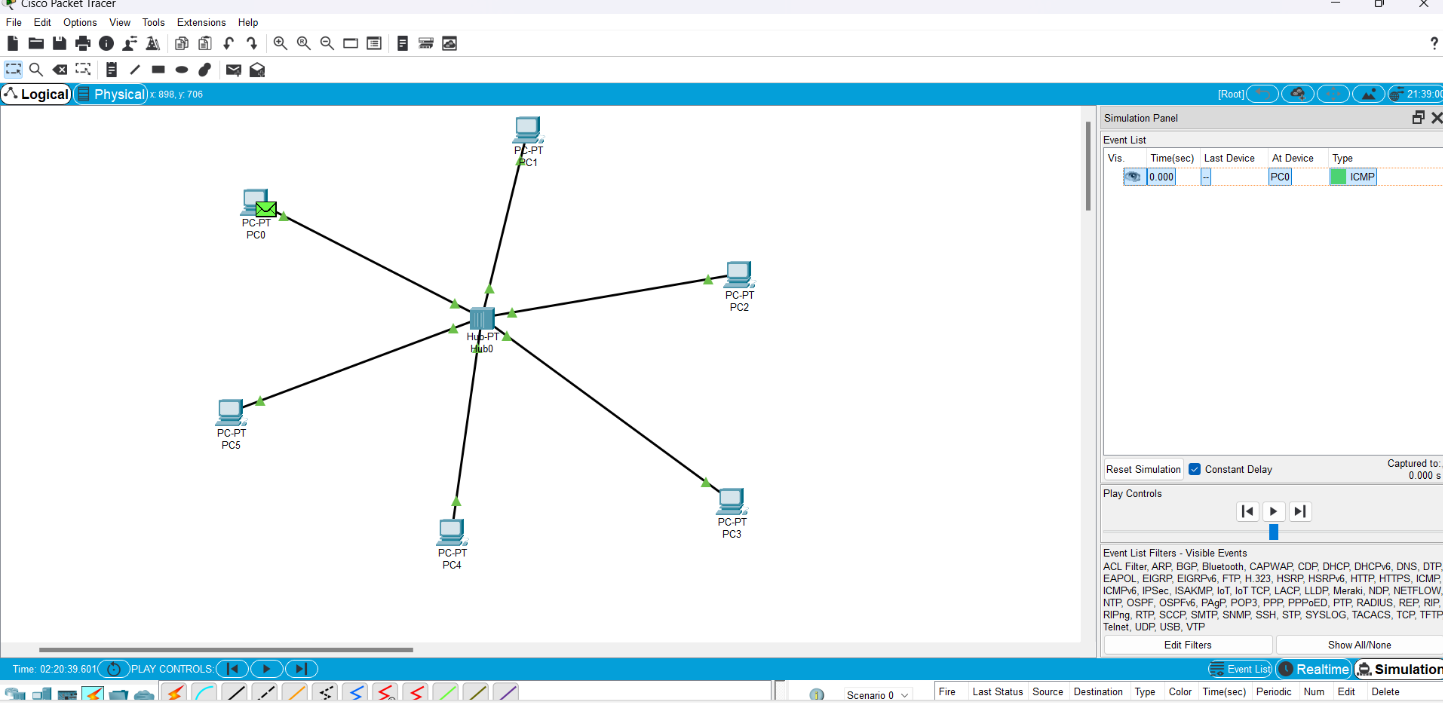 Cisco Packet Tracer
File Edit Options View Tools Extensions Help
?
Logical Physical x: 898, y: 706 [Root] 21:39:00
Simulation Panel
Event List
Vis. Time(sec) Last Device At Device Type
0.000 -- PC0 ICMP
PC-PT
PC1
PC-PT
PC0
PC-PT
PC2
Hub-PT
Hub0
PC-PT
PC5
PC-PT
PC3
PC-PT
PC4
Reset Simulation Constant Delay Captured to:
0.000 s
Play Controls
Event List Filters - Visible Events
ACL Filter, ARP, BGP, Bluetooth, CAPWAP, CDP, DHCP, DHCPv6, DNS, DTP,
EAPOL, EIGRP, EIGRPv6, FTP, H.323, HSRP, HSRPv6, HTTP, HTTPS, ICMP,
ICMPv6, IPSec, ISAKMP, IoT, IoT TCP, LACP, LLDP, Meraki, NDP, NETFLOW,
NTP, OSPF, OSPFv6, PAgP, POP3, PPP, PPPoED, PTP, RADIUS, REP, RIP,
RIPng, RTP, SCCP, SMTP, SNMP, SSH, STP, SYSLOG, TACACS, TCP, TFTP
Telnet, UDP, USB, VTP
Edit Filters Show All/None
Time: 02:20:39.601 PLAY CONTROLS: Event List Realtime Simulation
Scenario 0 Fire Last Status Source Destination Type Color Time(sec) Periodic Num Edit Delete